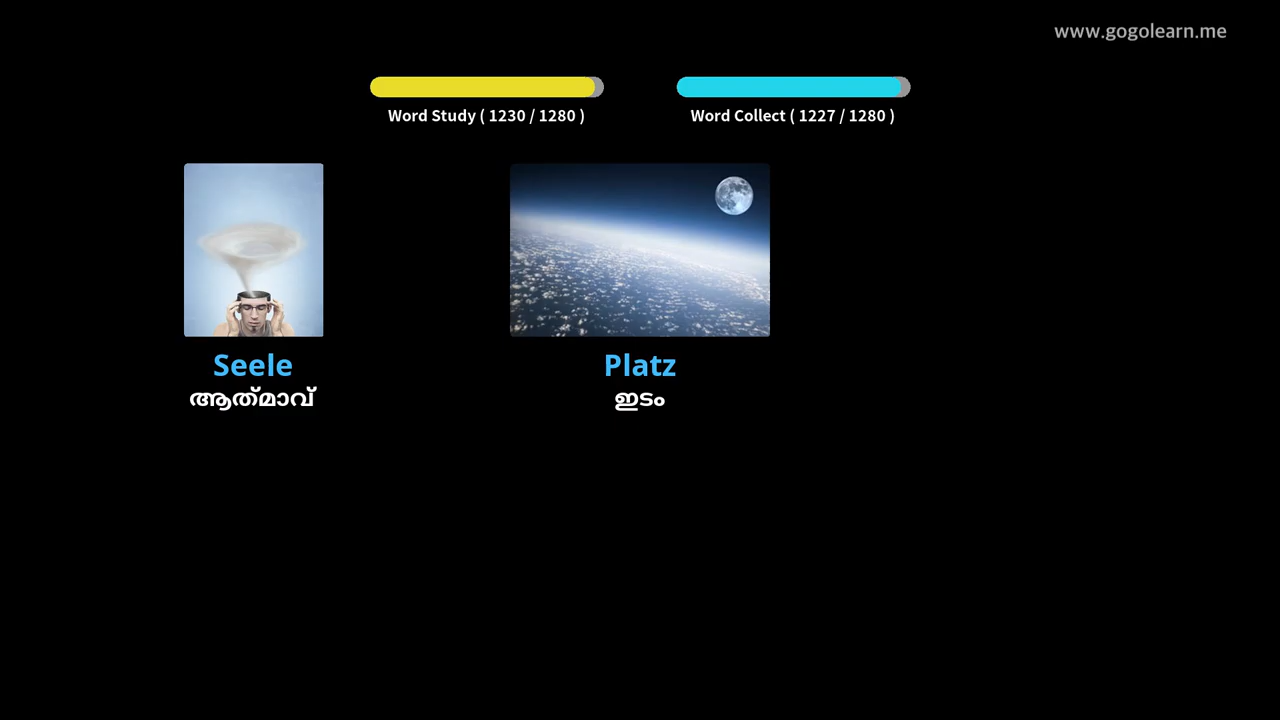 www.gogolearn.me
Word Study ( 1230 / 1280 )
Word Collect ( 1227 / 1280 )
Seele
ആത്മാവ്
Platz
ഇടം